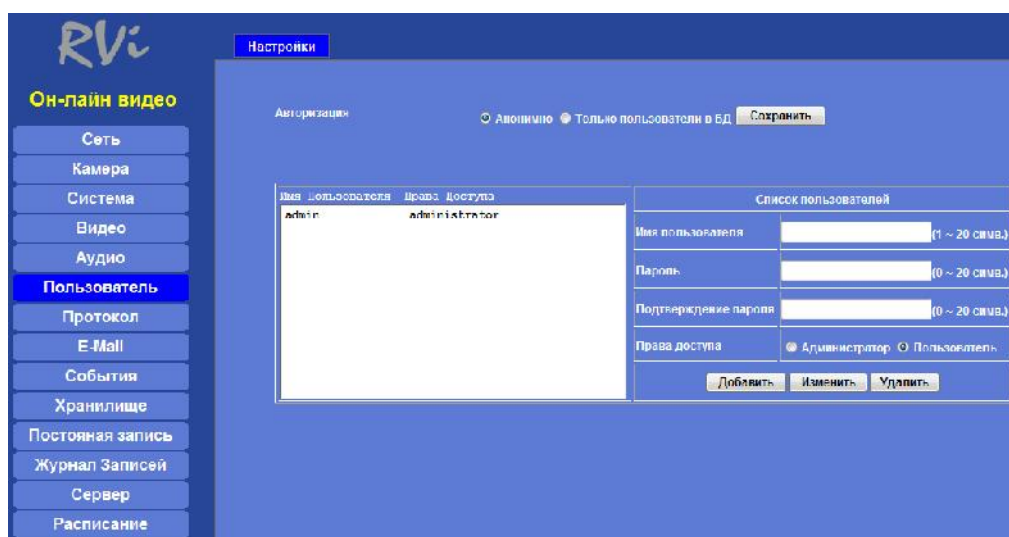 RVi
Настройки
Он-лайн видео
Авторизация
Анонимно Только пользователи в БД Сохранить
Сеть
Камера
Система
Видео
Аудио
Пользователь
Протокол
E-Mail
События
Хранилище
Постояная запись
Журнал Записей
Сервер
Расписание
Имя Пользователя Права Доступа
admin administrator
Список пользователей
Имя пользователя (1 ~ 20 симв.)
Пароль (0 ~ 20 симв.)
Подтверждение пароля (0 ~ 20 симв.)
Права доступа Администратор Пользователь
Добавить Изменить Удалить